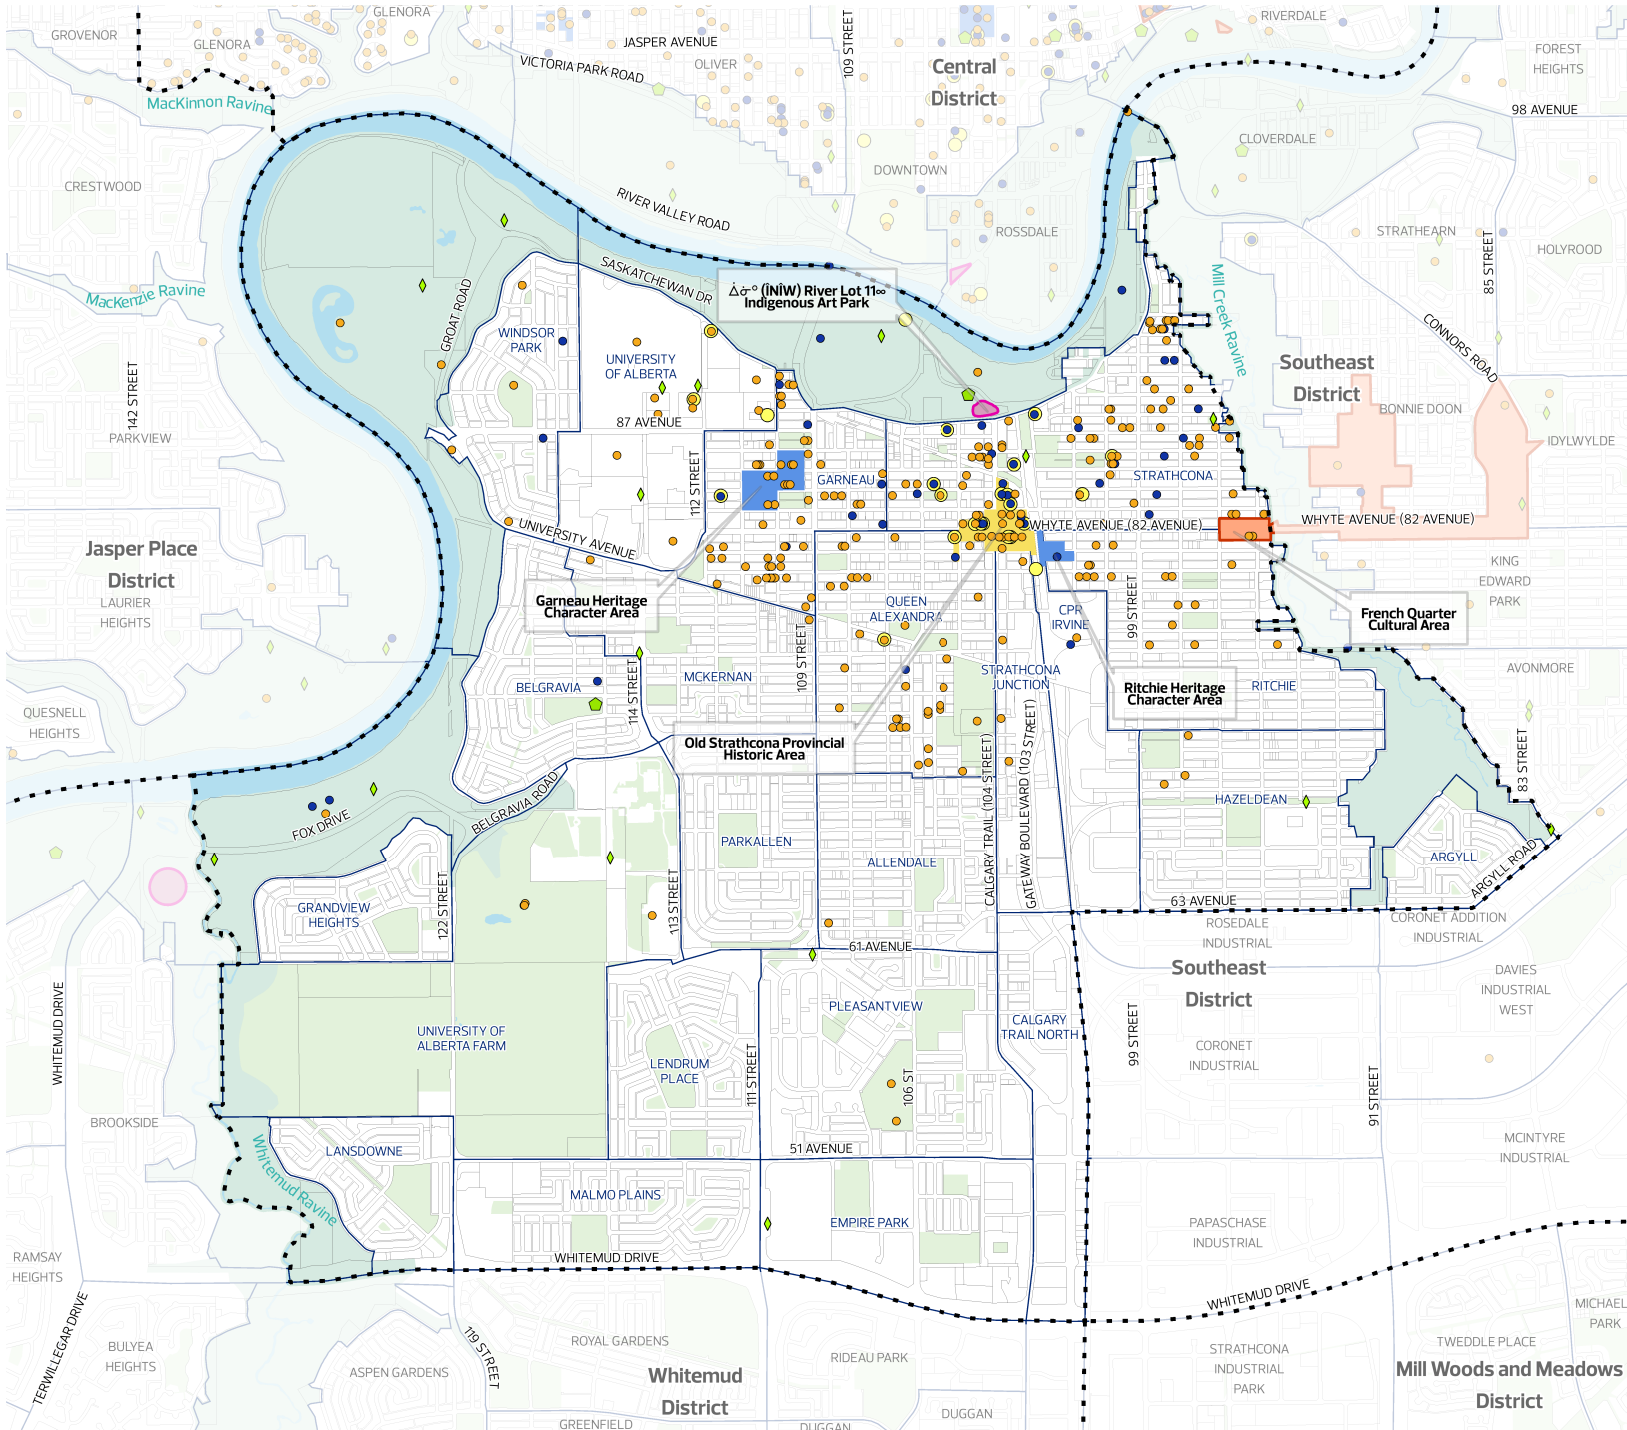 GLENORA
GROVENOR
GLENORA
JASPER AVENUE
OLIVER
VICTORIA PARK ROAD
109 STREET
Central
District
RIVERDALE
FOREST
HEIGHTS
98 AVENUE
MacKinnon Ravine
CLOVERDALE
DOWNTOWN
CRESTWOOD
RIVER VALLEY ROAD
ROSSDALE
STRATHEARN
HOLYROOD
85 STREET
MacKenzie Ravine
SASKATCHEWAN DR
(ÎNÎW) River Lot 11∞
Indigenous Art Park
Mill Creek Ravine
GROAT ROAD
WINDSOR
PARK
UNIVERSITY
OF ALBERTA
CONNORS ROAD
Southeast
District
142 STREET
BONNIE DOON
PARKVIEW
87 AVENUE
IDYLWYLDE
112 STREET
GARNEAU
STRATHCONA
UNIVERSITY AVENUE
WHYTE AVENUE (82 AVENUE)
WHYTE AVENUE (82 AVENUE)
Jasper Place
District
KING
EDWARD
PARK
LAURIER
HEIGHTS
Garneau Heritage
Character Area
QUEEN
ALEXANDRA
CPR
IRVINE
99 STREET
French Quarter
Cultural Area
109 STREET
BELGRAVIA
114 STREET
MCKERNAN
STRATHCONA
JUNCTION
Ritchie Heritage
Character Area
RITCHIE
AVONMORE
QUESNELL
HEIGHTS
Old Strathcona Provincial
Historic Area
CALGARY TRAIL (104 STREET)
GATEWAY BOULEVARD (103 STREET)
83 STREET
FOX DRIVE
BELGRAVIA ROAD
HAZELDEAN
PARKALLEN
ALLENDALE
ARGYLL
ARGYLL ROAD
GRANDVIEW
HEIGHTS
122 STREET
113 STREET
63 AVENUE
ROSEDALE
INDUSTRIAL
CORONET ADDITION
INDUSTRIAL
61 AVENUE
Southeast
District
DAVIES
INDUSTRIAL
WEST
WHITEMUD DRIVE
UNIVERSITY OF
ALBERTA FARM
PLEASANTVIEW
CALGARY
TRAIL NORTH
99 STREET
LENDRUM
PLACE
111 STREET
106 ST
CORONET
INDUSTRIAL
91 STREET
BROOKSIDE
LANSDOWNE
51 AVENUE
MCINTYRE
INDUSTRIAL
Whitemud Ravine
MALMO PLAINS
EMPIRE PARK
PAPASCHASE
INDUSTRIAL
WHITEMUD DRIVE
RAMSAY
HEIGHTS
WHITEMUD DRIVE
MICHAEL
PARK
TERWILLEGAR DRIVE
BULYEA
HEIGHTS
119 STREET
ROYAL GARDENS
RIDEAU PARK
STRATHCONA
INDUSTRIAL
PARK
TWEDDLE PLACE
ASPEN GARDENS
Whitemud
District
Mill Woods and Meadows
District
GREENFIELD
DUGGAN
DUGGAN